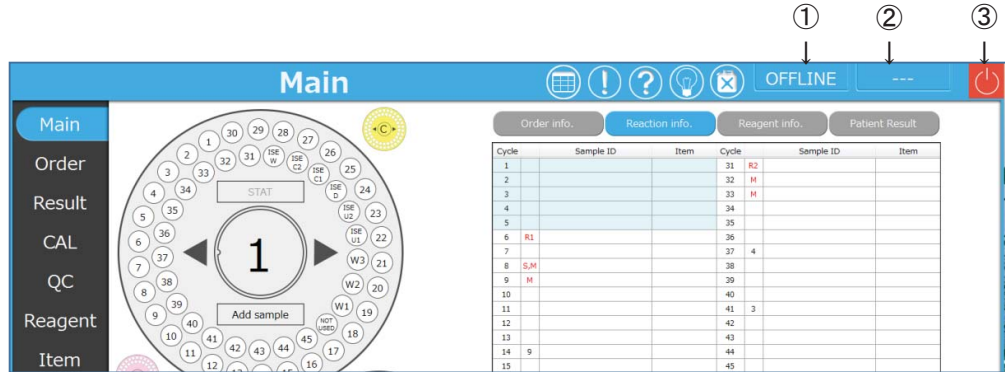 ① ② ③
Main OFFLINE ---
Main
Order
Result
CAL
QC
Reagent
Item
C
1 30 29 28 27 26 25 24 23 22 21 20 19 18 17 16 15
2 3 4 5 6 7 8 9 10 11 12
31 32 33 34 35 36 37 38 39 40 41 42 43 44 45
ISE W
ISE C2
ISE C1
ISE D
ISE U2
ISE U1
W3
W2
W1
NOT USED
STAT
1
Add sample
Order info. Reaction info. Reagent info. Patient Result
Cycle Sample ID Item Cycle Sample ID Item
1 31 R2
2 32 M
3 33 M
4 34
5 35
6 R1 36
7 37 4
8 S,M 38
9 M 39
10 40
11 41 3
12 42
13 43
14 9 44
15 45